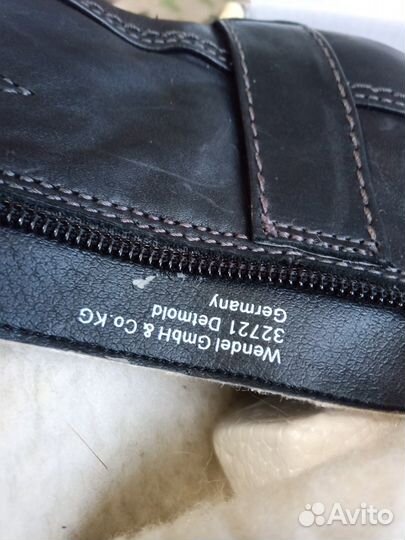 Wendel GmbH & Co.KG
32721 Detmold
Germany
Avito